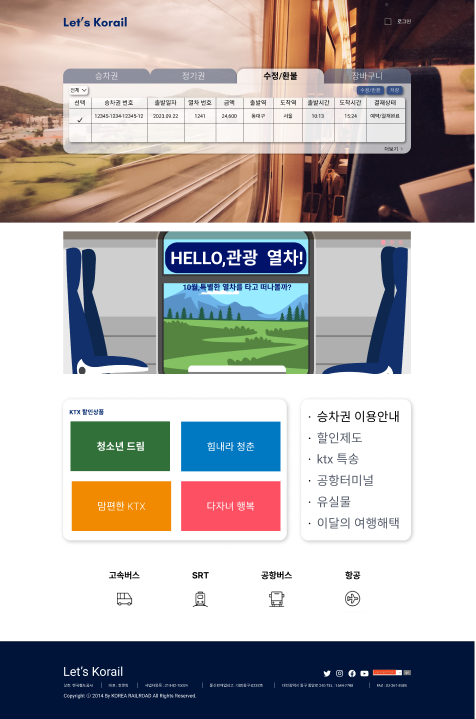 Let's Korail
로그인
승차권 정기권 수정/환불 장바구니
전체 수정/환불 저장
선택 승차권 번호 출발일자 열차 번호 금액 출발역 도착역 출발시간 도착시간 결제상태
12345-1234-12345-12 2023.09.22 1241 24,600 동대구 서울 10:13 15:24 예약/결제완료
더보기
HELLO,관광 열차!
10월,특별한 열차를 타고 떠나볼까?
KTX 할인상품
청소년 드림 힘내라 청춘
맘편한 KTX 다자녀 행복
· 승차권 이용안내
· 할인제도
· ktx 특송
· 공항터미널
· 유실물
· 이달의 여행해택
고속버스 SRT 공항버스 항공
Let's Korail
Copyright ⓒ 2014 By KOREA RAILROAD All Rights Reserved.